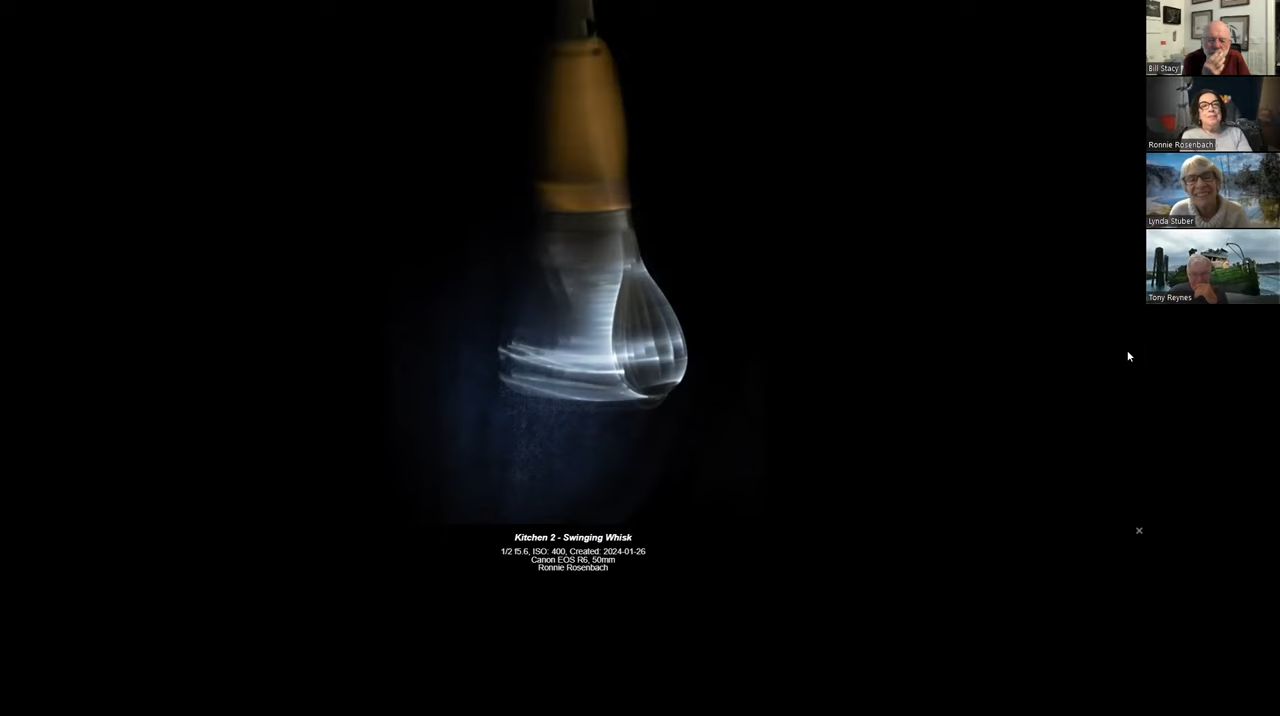 Bill Stacy
Ronnie Rosenbach
Lynda Stuber
Tony Reynes
Kitchen 2 - Swinging Whisk
1/2 f5.6, ISO: 400, Created: 2024-01-26
Canon EOS R6, 50mm
Ronnie Rosenbach